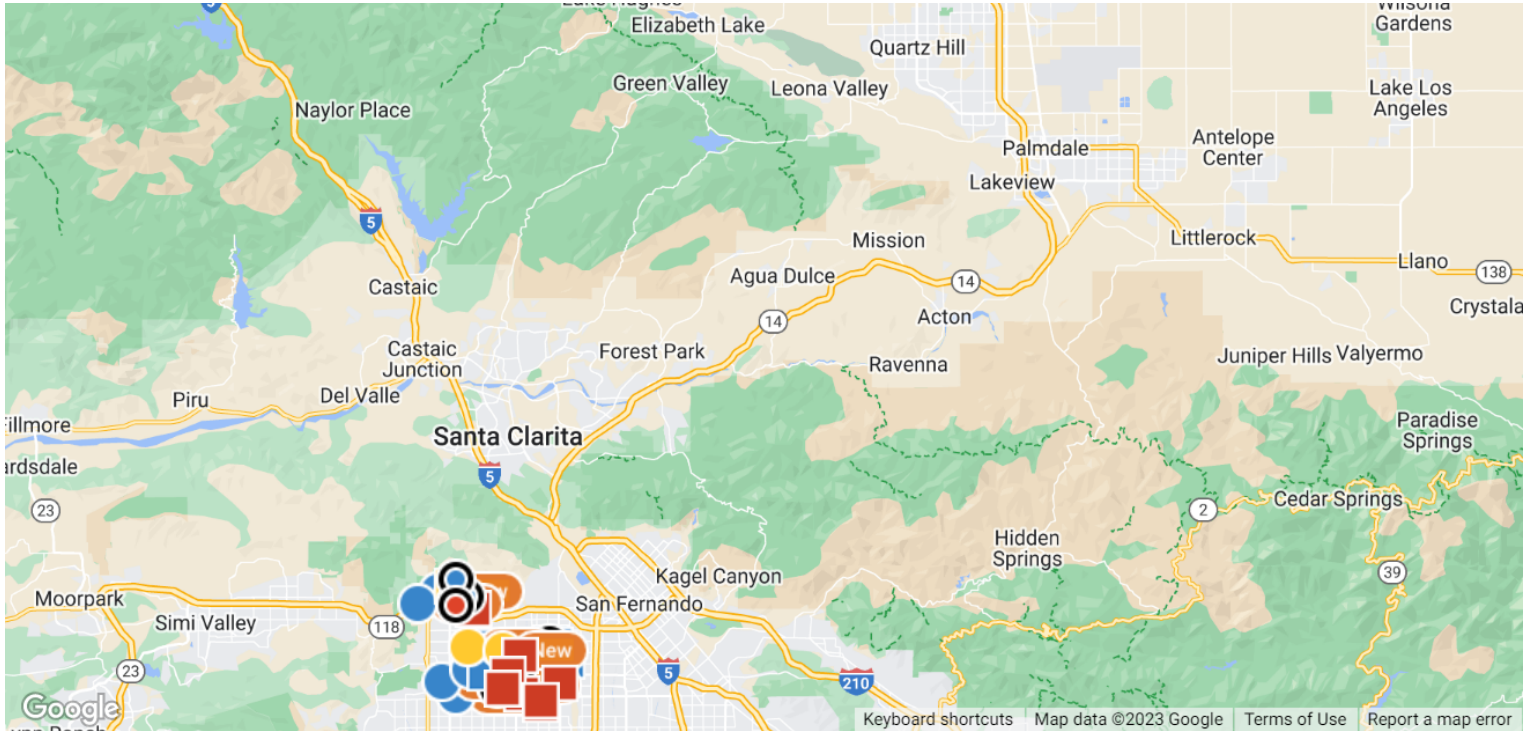 5
Elizabeth Lake
Gardens
Quartz Hill
Green Valley
Leona Valley
Lake Los
Angeles
Naylor Place
Antelope
Center
Palmdale
Lakeview
5
Mission
Littlerock
Llano
138
Agua Dulce
14
Castaic
Crystala
14
Acton
Castaic
Junction
Forest Park
Ravenna
Juniper Hills
Valyermo
Piru
Del Valle
Fillmore
Paradise
Springs
Santa Clarita
ardsdale
5
23
2
Cedar Springs
Hidden
Springs
39
Kagel Canyon
Moorpark
San Fernando
Simi Valley
118
New
23
5
210
Google
Keyboard shortcuts
Map data ©2023 Google
Terms of Use
Report a map error